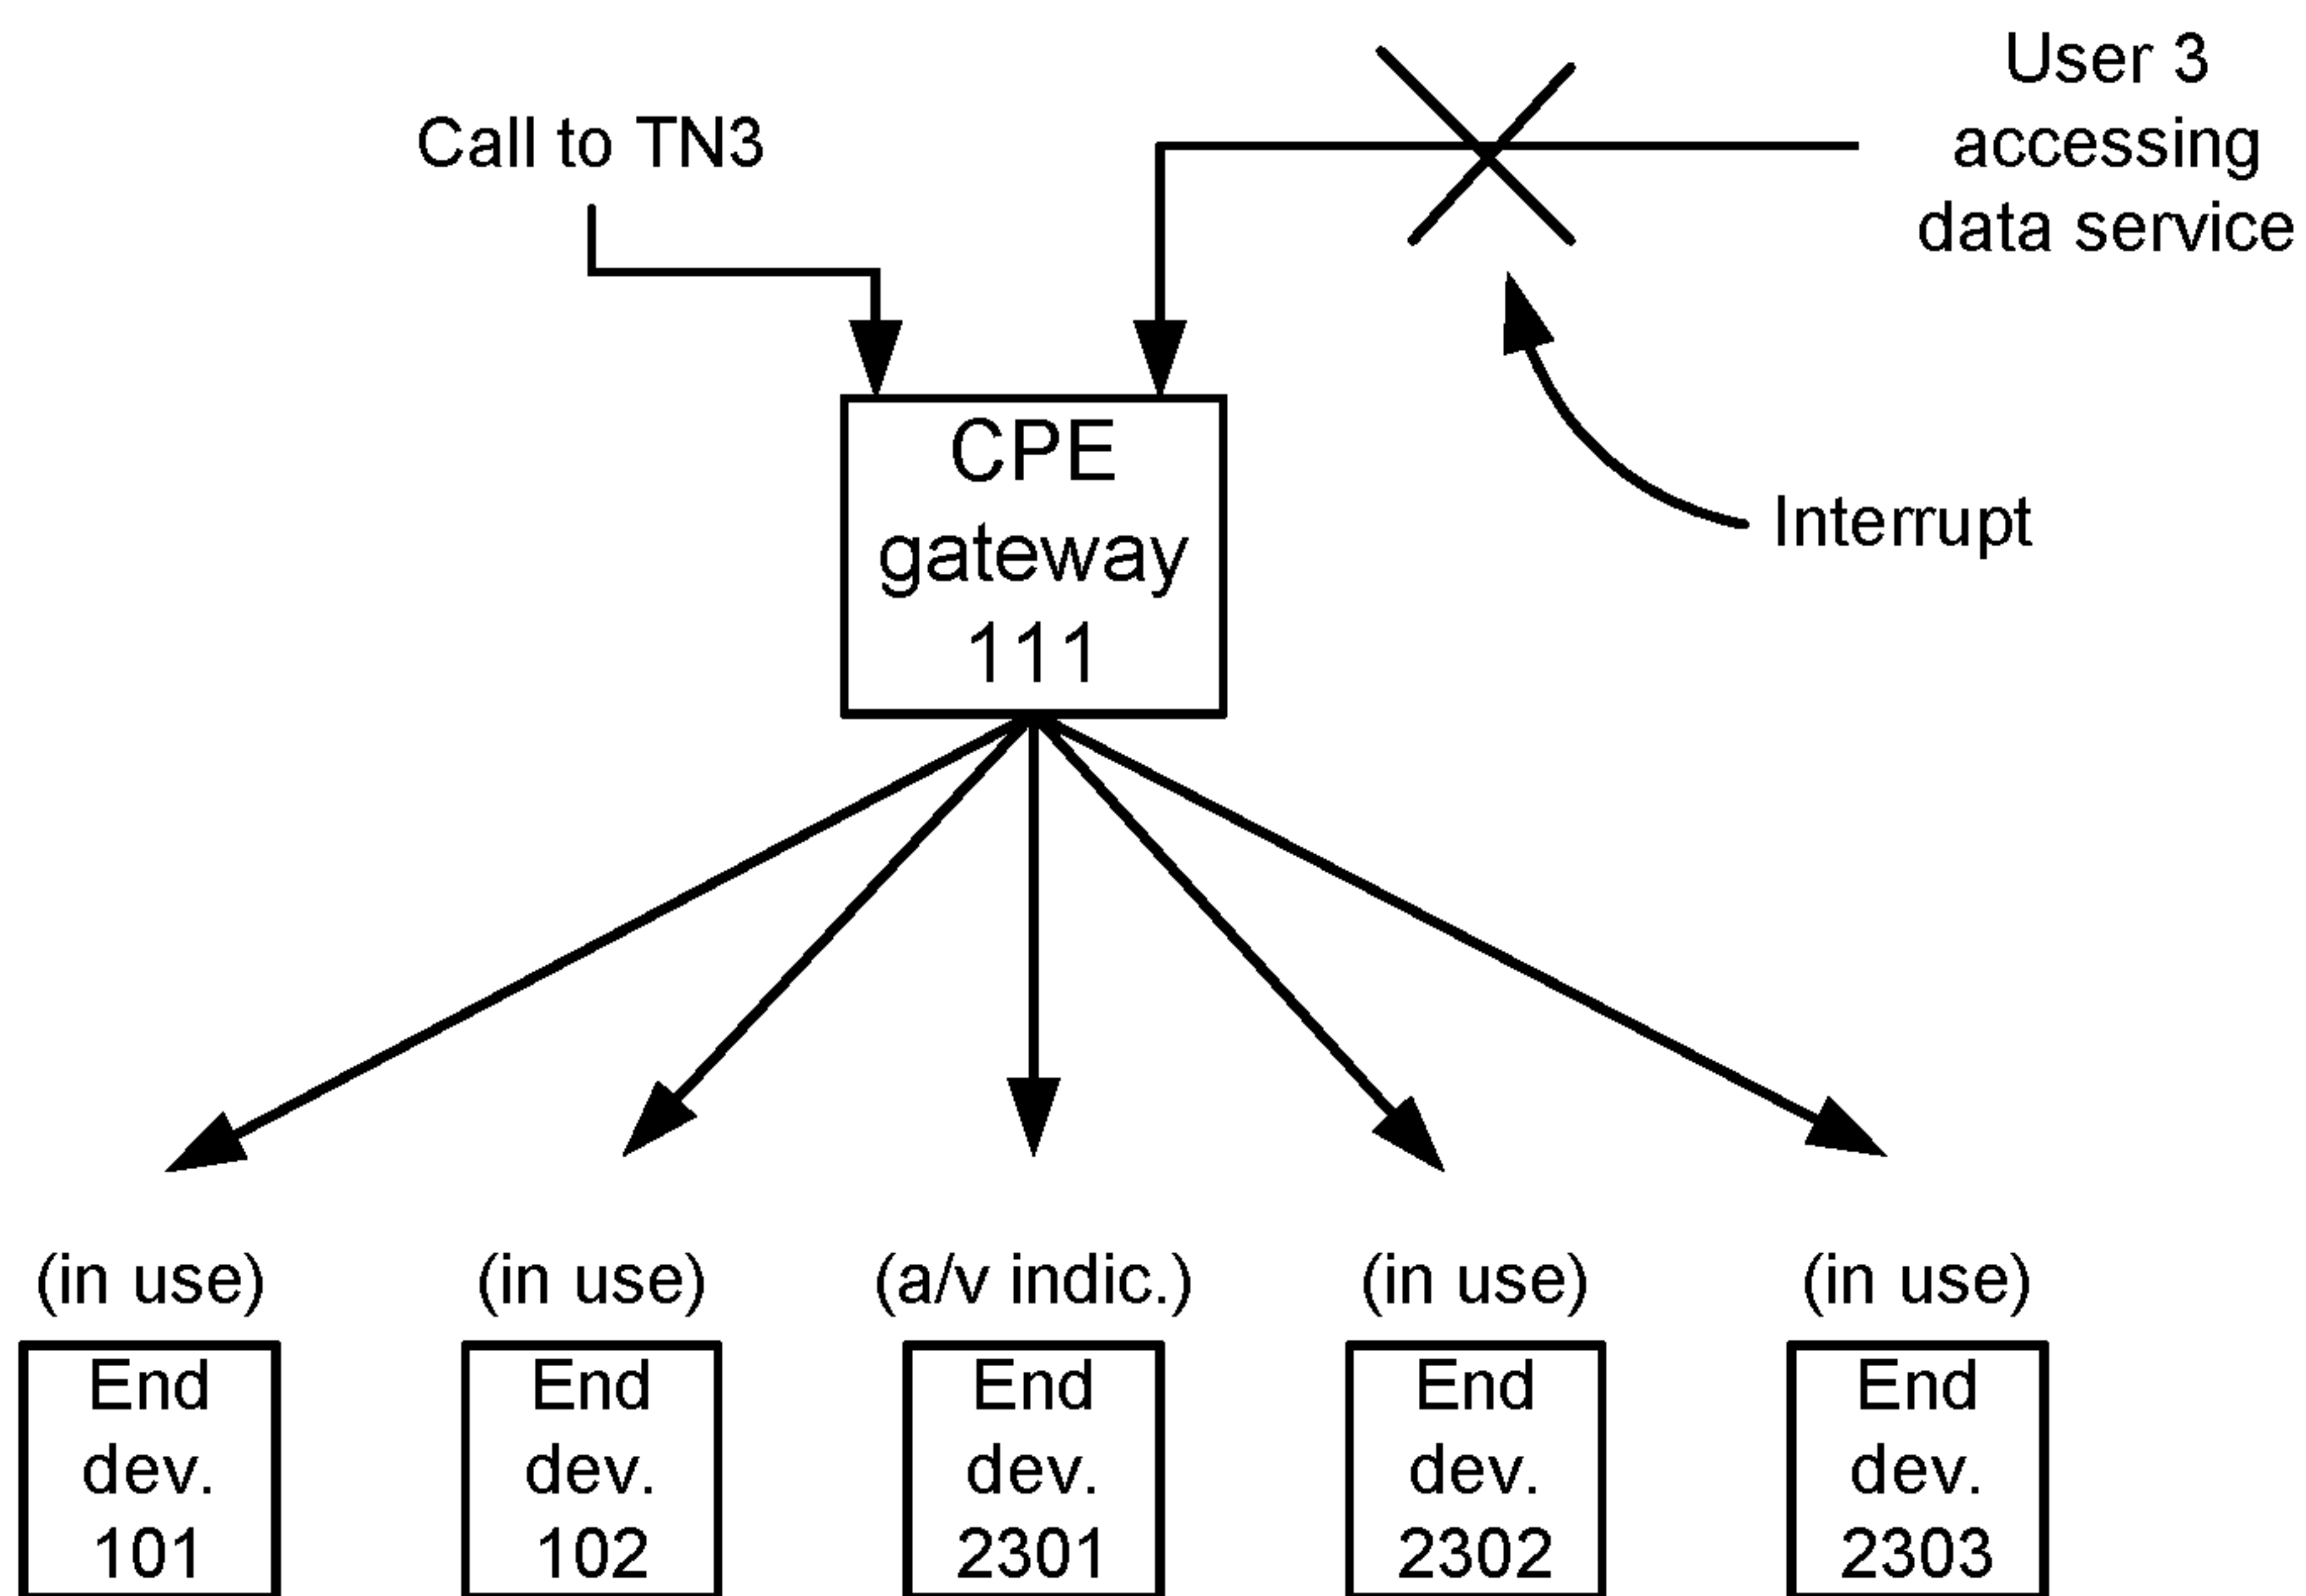 User 3
accessing
data service
Call to TN3
Interrupt
CPE
gateway
111
(in use)
(in use)
(a/v indic.)
(in use)
(in use)
End
dev.
101
End
dev.
102
End
dev.
2301
End
dev.
2302
End
dev.
2303